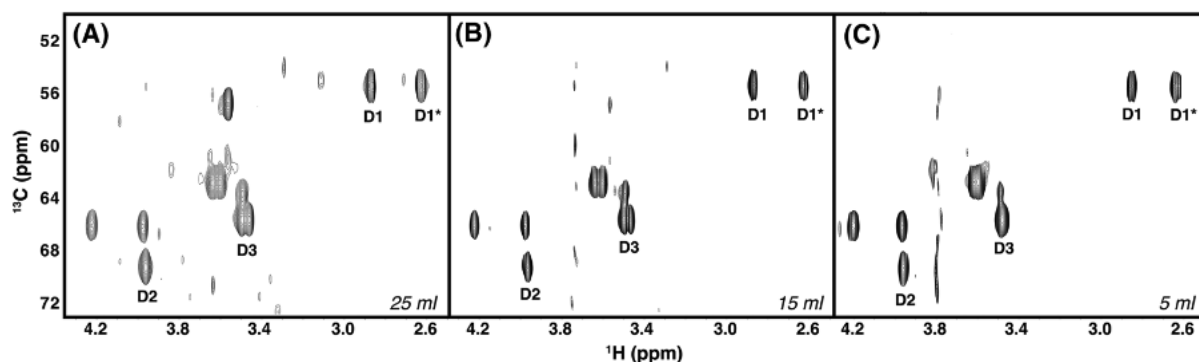 (A) (B) (C)
52
56
60
64
68
72
¹³C (ppm)
D1 D1* D1 D1* D1 D1*
D3 D3 D3
D2 D2 D2
25 ml 15 ml 5 ml
4.2 3.8 3.4 3.0 2.6 4.2 3.8 3.4 3.0 2.6 4.2 3.8 3.4 3.0 2.6
¹H (ppm)